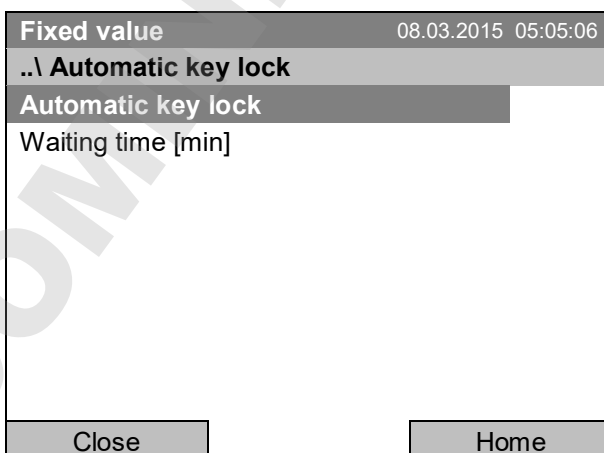 Fixed value 08.03.2015 05:05:06
..\ Automatic key lock
Automatic key lock
Waiting time [min]
Close Home